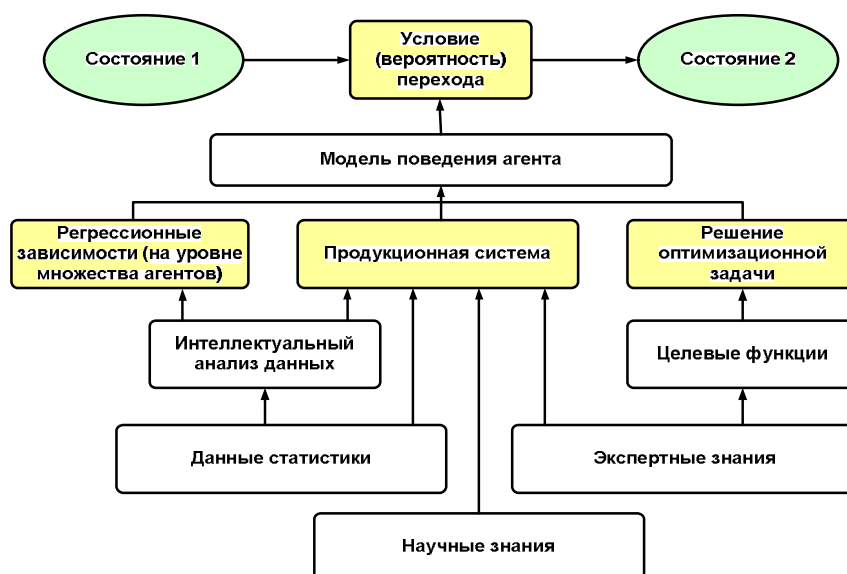 Состояние 1
Условие
(вероятность)
перехода
Состояние 2
Модель поведения агента
Регрессионные
зависимости (на уровне
множества агентов)
Продукционная система
Решение
оптимизационной
задачи
Интеллектуальный
анализ данных
Целевые функции
Данные статистики
Экспертные знания
Научные знания